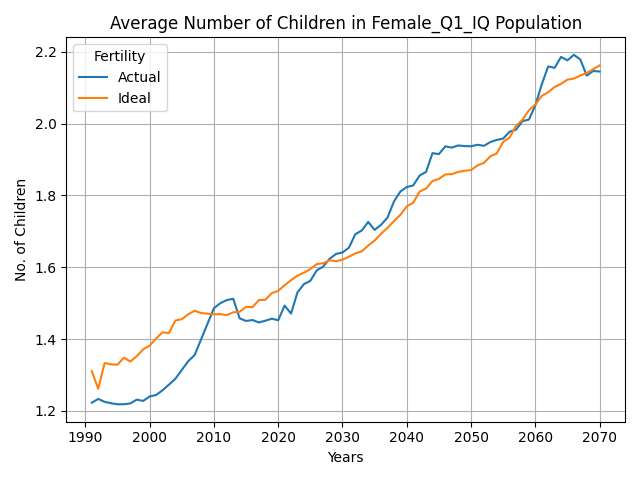 Average Number of Children in Female_Q1_IQ Population
Fertility
Actual
Ideal
No. of Children
2.2
2.0
1.8
1.6
1.4
1.2
1990 2000 2010 2020 2030 2040 2050 2060 2070
Years